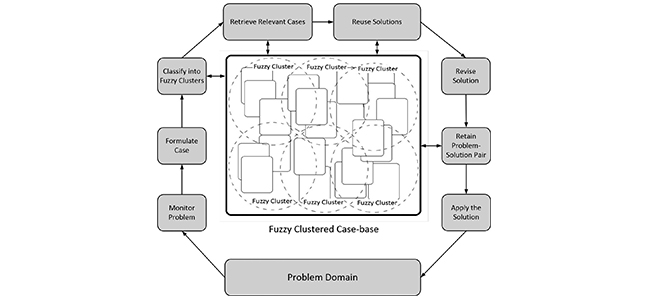 Retrieve Relevant Cases
Reuse Solutions
Classify into
Fuzzy Clusters
Fuzzy Cluster
Fuzzy Cluster
Fuzzy Cluster
Revise
Solution
Formulate
Case
Retain
Problem-
Solution Pair
Monitor
Problem
Fuzzy Cluster
Fuzzy Cluster
Fuzzy Cluster
Apply the
Solution
Fuzzy Clustered Case-base
Problem Domain